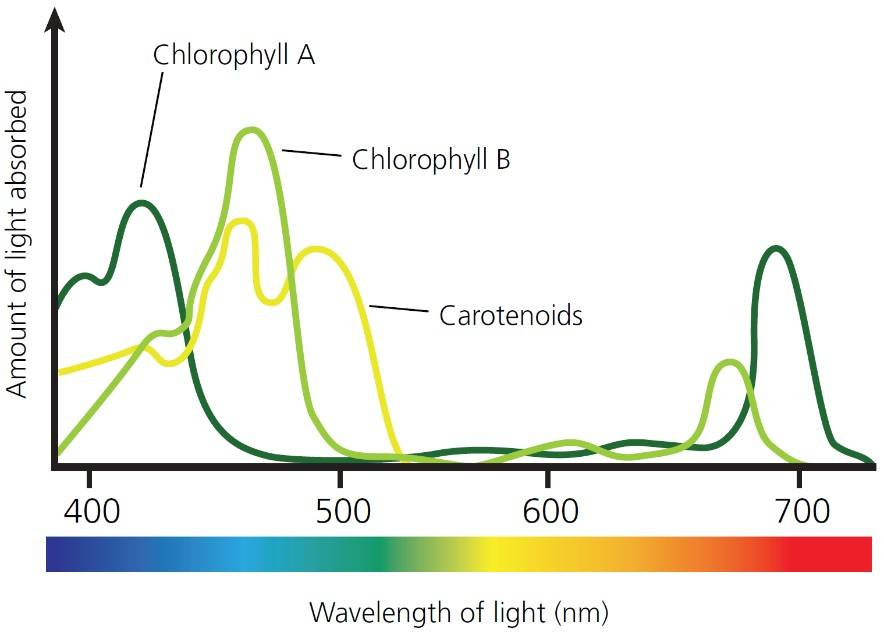 Chlorophyll A
Chlorophyll B
Carotenoids
Amount of light absorbed
400 500 600 700
Wavelength of light (nm)